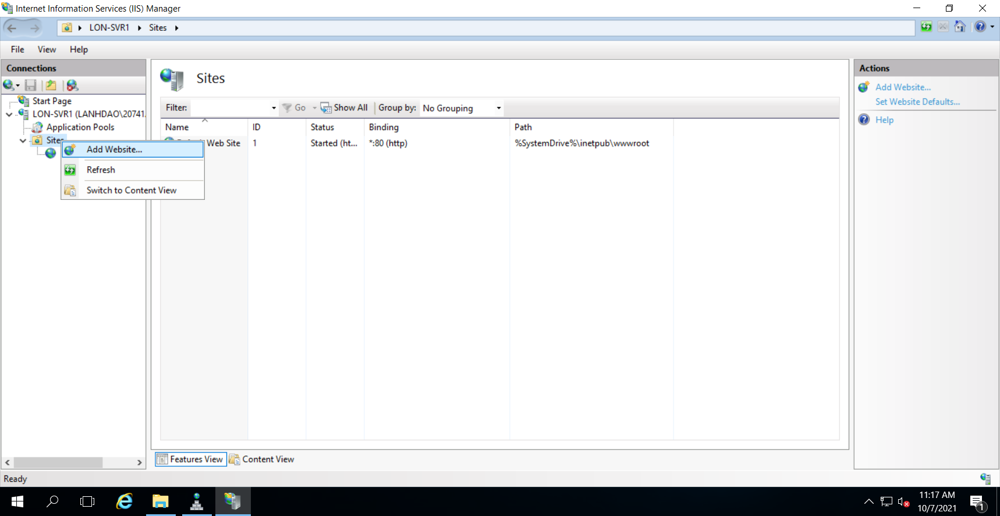 Internet Information Services (IIS) Manager
LON-SVR1 Sites
File View Help
Connections
Start Page
LON-SVR1 (LANHDAO\20741.
Application Pools
Sites
Add Website...
Refresh
Switch to Content View
Sites
Filter: Go Show All Group by: No Grouping
Name ID Status Binding Path
Web Site 1 Started (ht... *:80 (http) %SystemDrive%\inetpub\wwwroot
Features View Content View
Actions
Add Website...
Set Website Defaults...
Help
Ready
11:17 AM
10/7/2021
1